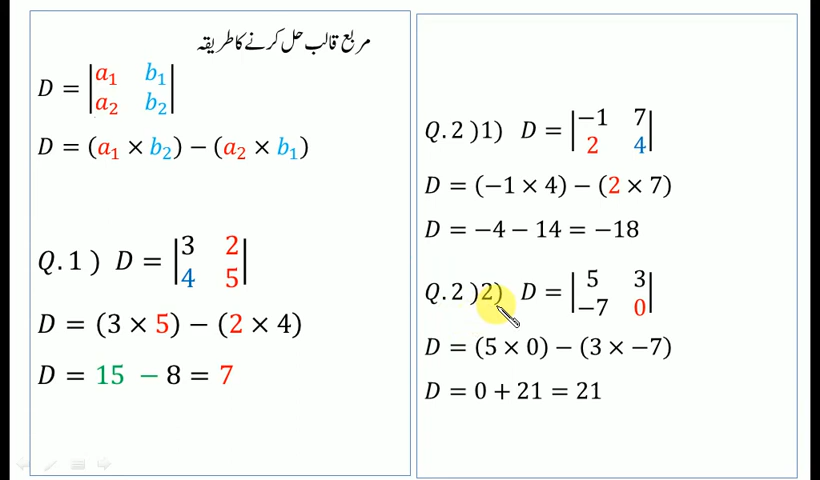 مربع قالب حل کرنے کا طریقہ
D = |a₁ b₁|
|a₂ b₂|
D = (a₁ × b₂) − (a₂ × b₁)
Q.1) D = |3 2|
|4 5|
D = (3 × 5) − (2 × 4)
D = 15 − 8 = 7
Q.2)1) D = |−1 7|
|2 4|
D = (−1 × 4) − (2 × 7)
D = −4 − 14 = −18
Q.2)2) D = |5 3|
|−7 0|
D = (5 × 0) − (3 × −7)
D = 0 + 21 = 21